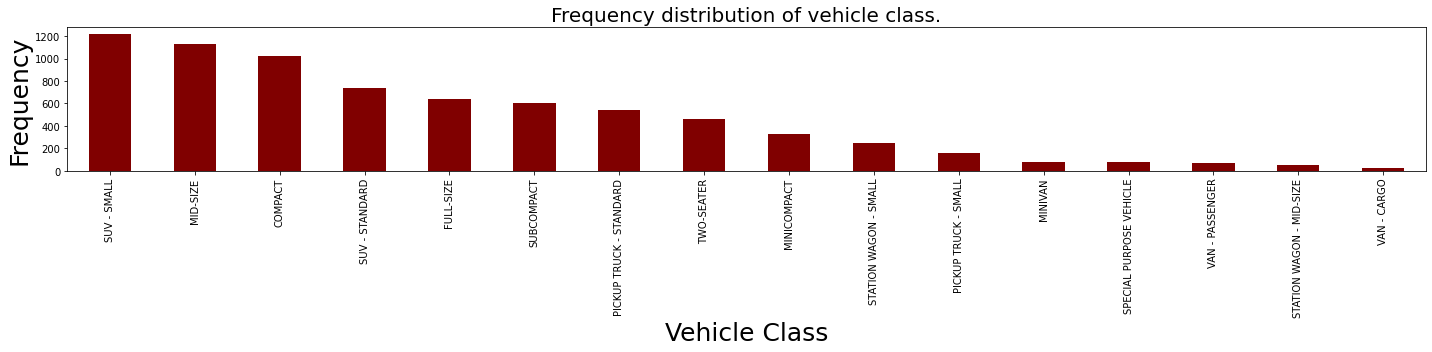 Frequency distribution of vehicle class.
Frequency
1200
1000
800
600
400
200
0
SUV - SMALL
MID-SIZE
COMPACT
SUV - STANDARD
FULL-SIZE
SUBCOMPACT
PICKUP TRUCK - STANDARD
TWO-SEATER
MINICOMPACT
STATION WAGON - SMALL
PICKUP TRUCK - SMALL
MINIVAN
SPECIAL PURPOSE VEHICLE
VAN - PASSENGER
STATION WAGON - MID-SIZE
VAN - CARGO
Vehicle Class